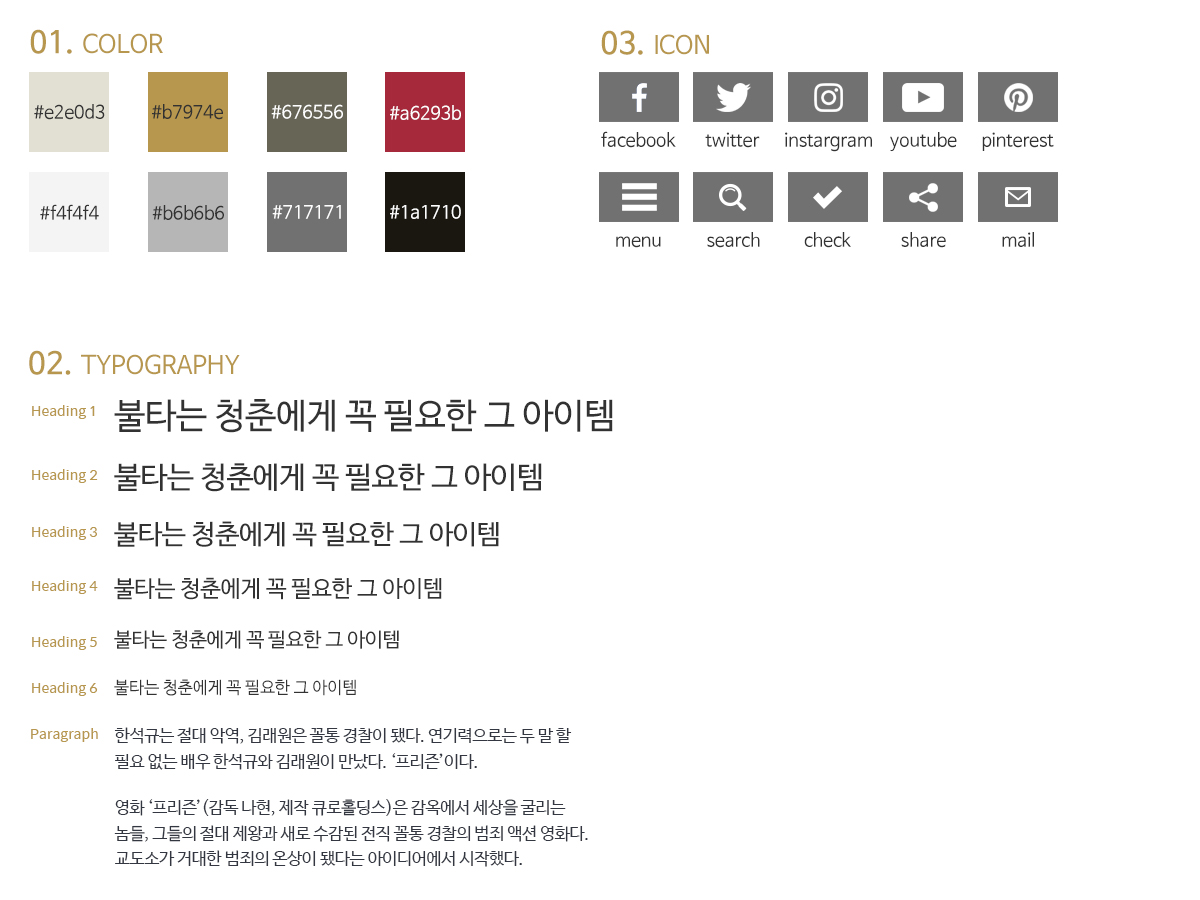 01. COLOR
#e2e0d3
#b7974e
#676556
#a6293b
#f4f4f4
#b6b6b6
#717171
#1a1710
03. ICON
facebook
twitter
instargram
youtube
pinterest
menu
search
check
share
mail
02. TYPOGRAPHY
Heading 1 불타는 청춘에게 꼭 필요한 그 아이템
Heading 2 불타는 청춘에게 꼭 필요한 그 아이템
Heading 3 불타는 청춘에게 꼭 필요한 그 아이템
Heading 4 불타는 청춘에게 꼭 필요한 그 아이템
Heading 5 불타는 청춘에게 꼭 필요한 그 아이템
Heading 6 불타는 청춘에게 꼭 필요한 그 아이템
Paragraph 한석규는 절대 악역, 김래원은 꼴통 경찰이 됐다. 연기력으로는 두 말 할
필요 없는 배우 한석규와 김래원이 만났다. ‘프리즌’이다.
영화 ‘프리즌’(감독 나현, 제작 큐로홀딩스)은 감옥에서 세상을 굴리는
놈들, 그들의 절대 제왕과 새로 수감된 전직 꼴통 경찰의 범죄 액션 영화다.
교도소가 거대한 범죄의 온상이 됐다는 아이디어에서 시작했다.